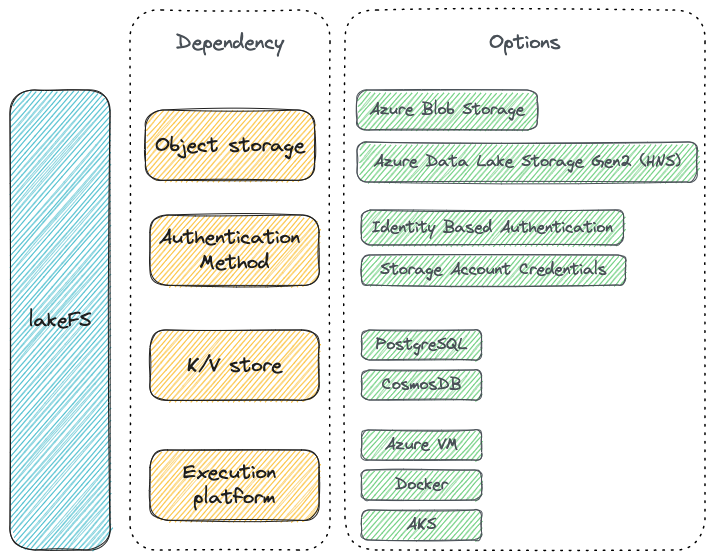 Dependency
Options
lakeFS
Object storage
Azure Blob Storage
Azure Data Lake Storage Gen2 (HNS)
Authentication
Method
Identity Based Authentication
Storage Account Credentials
K/V store
PostgreSQL
CosmosDB
Execution
platform
Azure VM
Docker
AKS